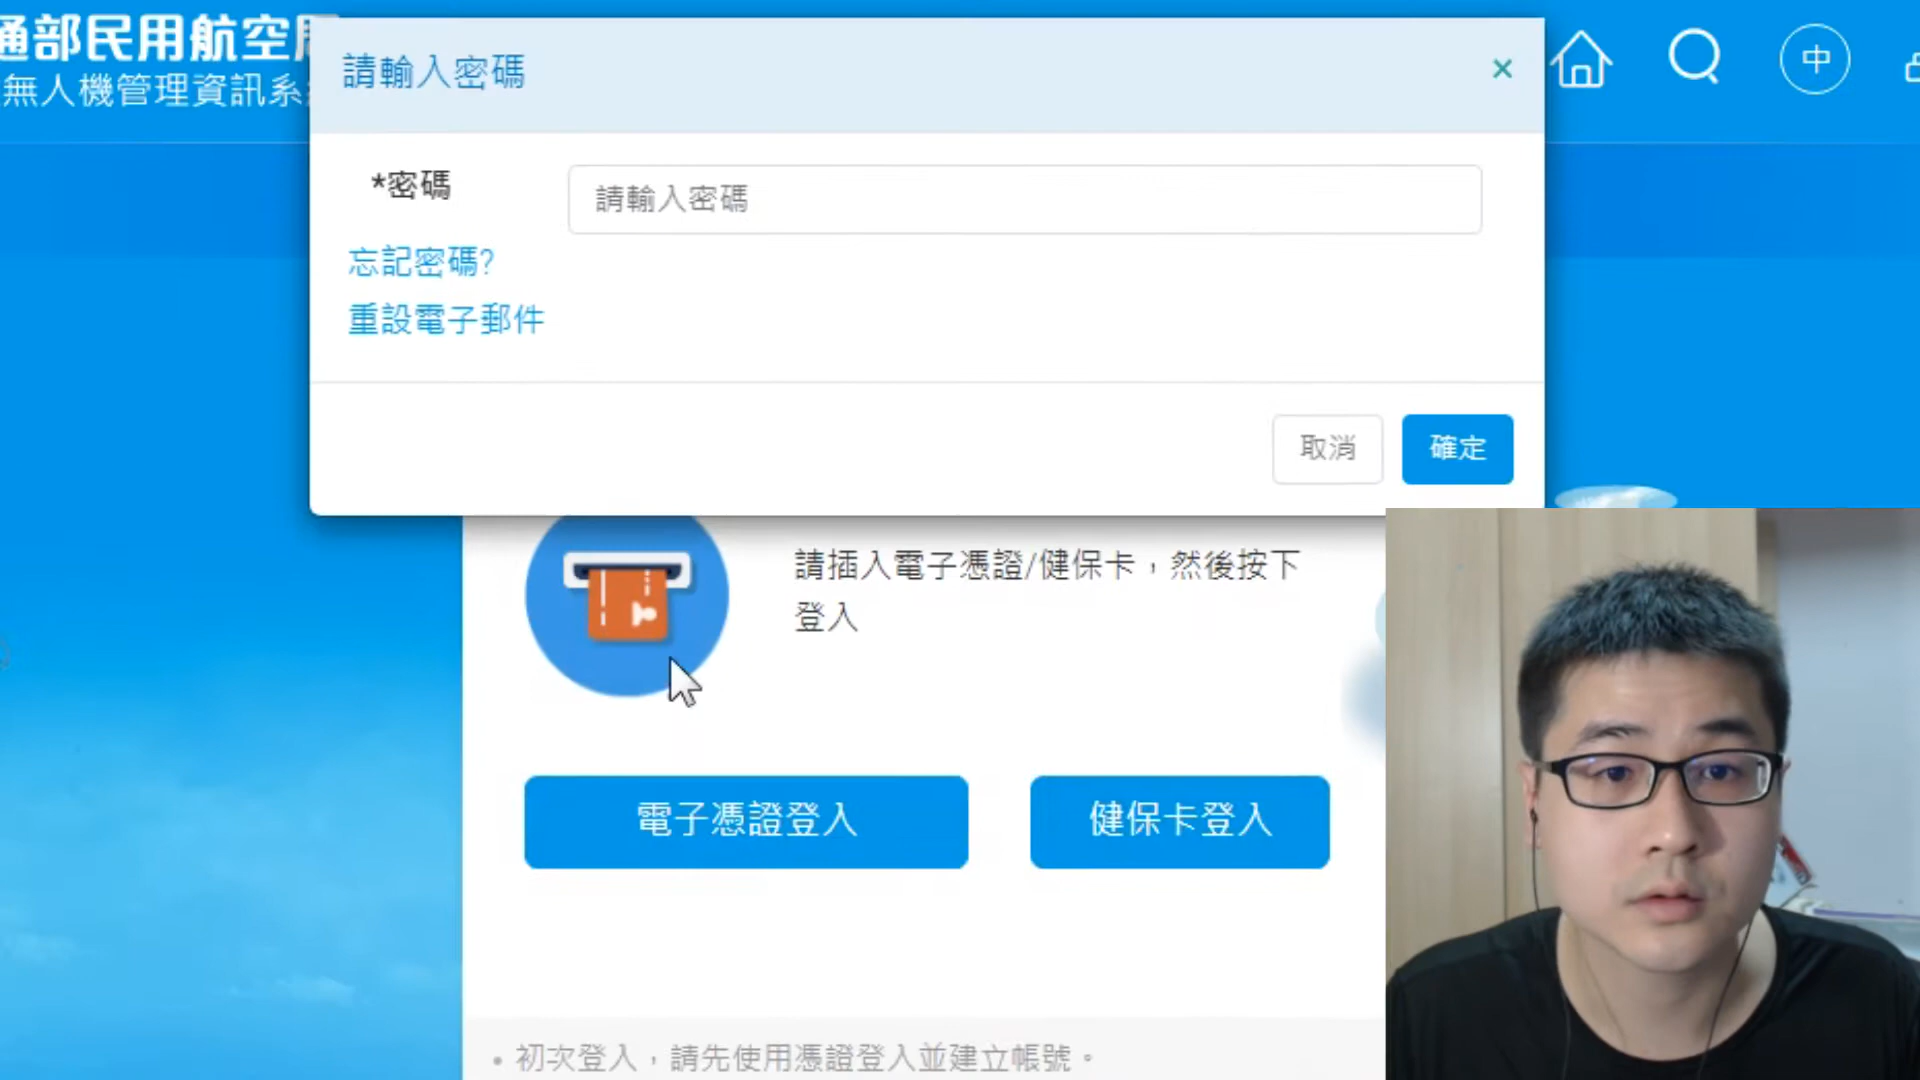 通部民用航空局
無人機管理資訊系
中
請輸入密碼
×
*密碼
請輸入密碼
忘記密碼?
重設電子郵件
取消
確定
請插入電子憑證/健保卡，然後按下
登入
電子憑證登入
健保卡登入
• 初次登入，請先使用憑證登入並建立帳號。